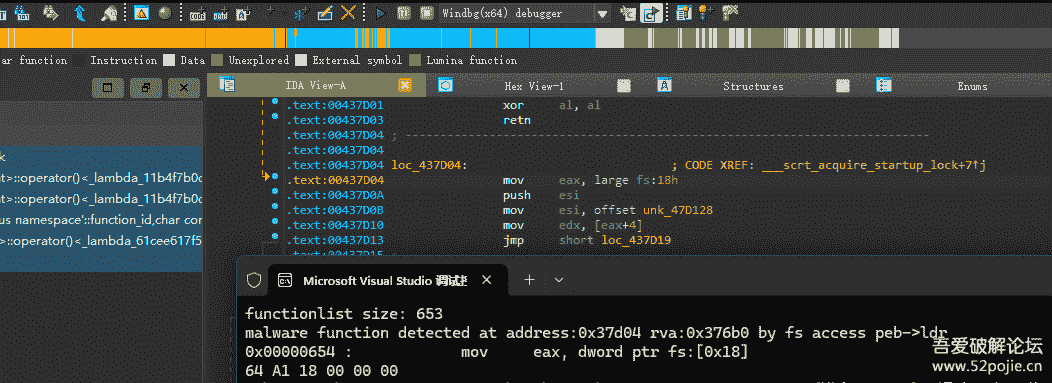 Windbg(x64) debugger
ar function Instruction Data Unexplored External symbol Lumina function
IDA View-A Hex View-1 Structures Enums
.text:00437D01 xor al, al
.text:00437D03 retn
.text:00437D04 ; ---------------------------------------------------------------------------
.text:00437D04
.text:00437D04 loc_437D04: ; CODE XREF: ___scrt_acquire_startup_lock+7↑j
.text:00437D04 mov eax, large fs:18h
.text:00437D0A push esi
.text:00437D0B mov esi, offset unk_47D128
.text:00437D10 mov edx, [eax+4]
.text:00437D13 jmp short loc_437D19
.text:00437D15 ;
k
t>::operator()<_lambda_11b4f7b0c
t>::operator()<_lambda_11b4f7b0c
us namespace'::function_id,char con
>::operator()<_lambda_61cee617f5
Microsoft Visual Studio 调试
functionlist size: 653
malware function detected at address:0x37d04 rva:0x376b0 by fs access peb->ldr
0x00000654 : mov eax, dword ptr fs:[0x18]
64 A1 18 00 00 00
吾爱破解论坛
www.52pojie.cn